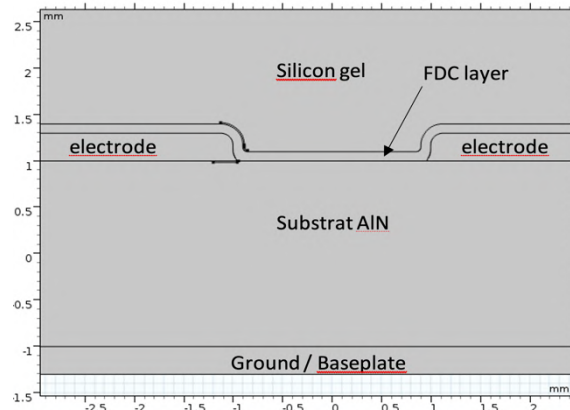 mm
2.5
Silicon gel
FDC layer
2
1.5
electrode
electrode
1
0.5
Substrat AlN
0
-0.5
-1
Ground / Baseplate
-1.5
mm
-2.5 -2 -1.5 -1 -0.5 0 0.5 1 1.5 2